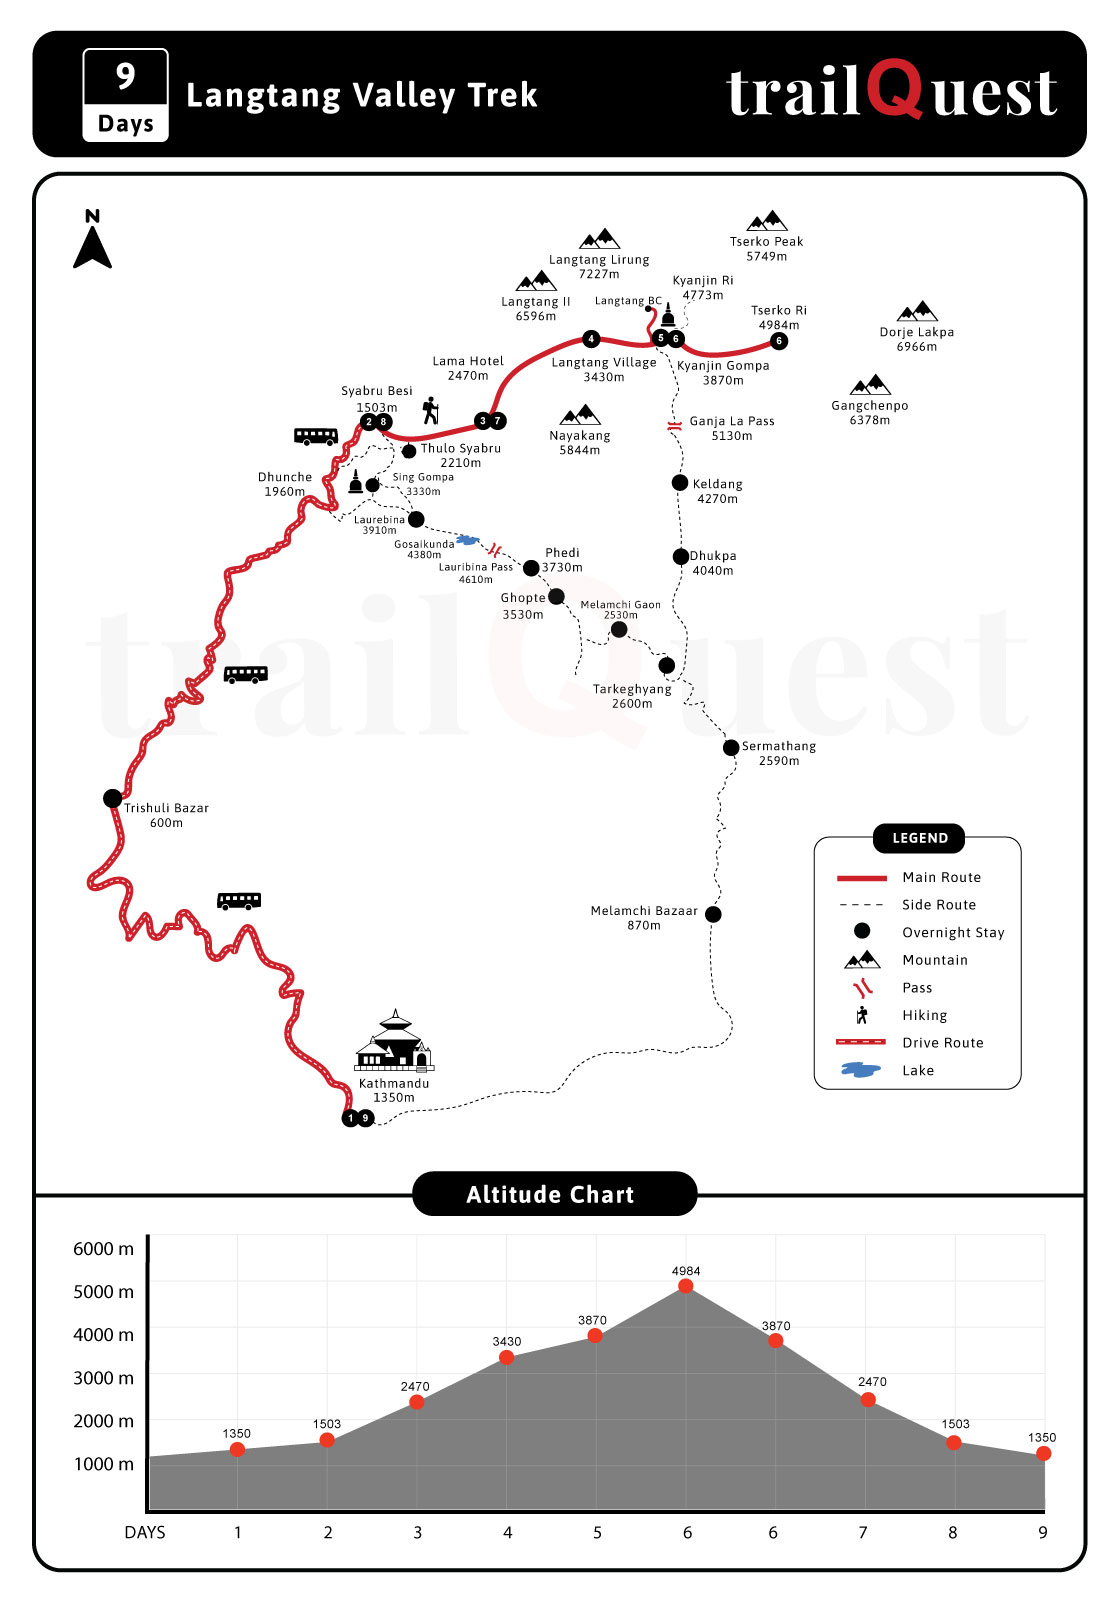 9
Days
Langtang Valley Trek
trailQuest
N
Tserko Peak
5749m
Langtang Lirung
7227m
Kyanjin Ri
4773m
Langtang II
6596m
Langtang BC
Tserko Ri
4984m
Dorje Lakpa
6966m
4
5
6
6
Lama Hotel
2470m
Langtang Village
3430m
Kyanjin Gompa
3870m
Syabru Besi
1503m
2
8
3
7
Gangchenpo
6378m
Nayakang
5844m
Ganja La Pass
5130m
Thulo Syabru
2210m
Dhunche
1960m
Sing Gompa
3330m
Keldang
4270m
Laurebina
3910m
Gosaikunda
4380m
Lauribina Pass
4610m
Phedi
3730m
Dhukpa
4040m
Ghopte
3530m
Melamchi Gaon
2530m
trailQuest
Tarkeghyang
2600m
Sermathang
2590m
Trishuli Bazar
600m
Melamchi Bazaar
870m
LEGEND
Main Route
Side Route
Overnight Stay
Mountain
Pass
Hiking
Drive Route
Lake
Kathmandu
1350m
1
9
Altitude Chart
6000 m
5000 m
4000 m
3000 m
2000 m
1000 m
1350
1503
2470
3430
3870
4984
3870
2470
1503
1350
DAYS
1
2
3
4
5
6
6
7
8
9